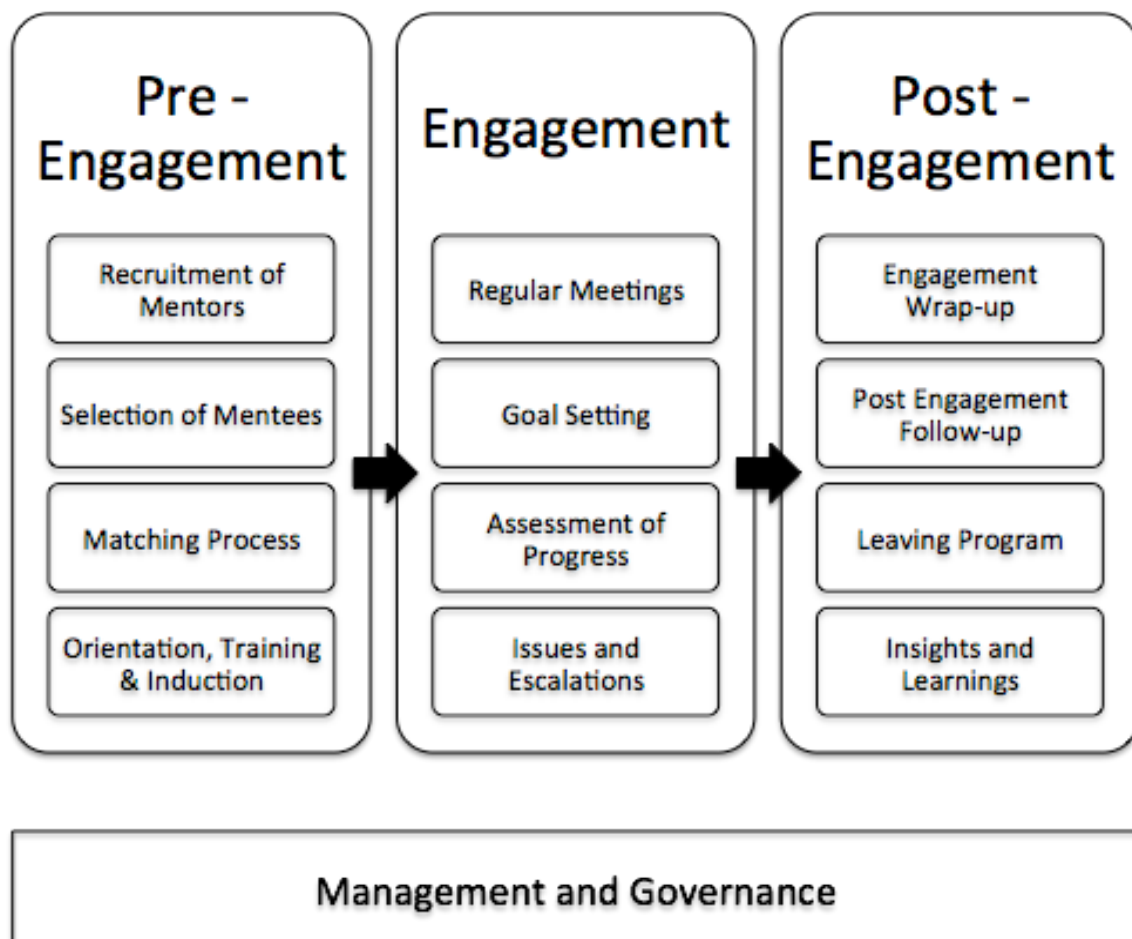 Pre -
Engagement
Recruitment of
Mentors
Selection of Mentees
Matching Process
Orientation, Training
& Induction
Engagement
Regular Meetings
Goal Setting
Assessment of
Progress
Issues and
Escalations
Post -
Engagement
Engagement
Wrap-up
Post Engagement
Follow-up
Leaving Program
Insights and
Learnings
Management and Governance